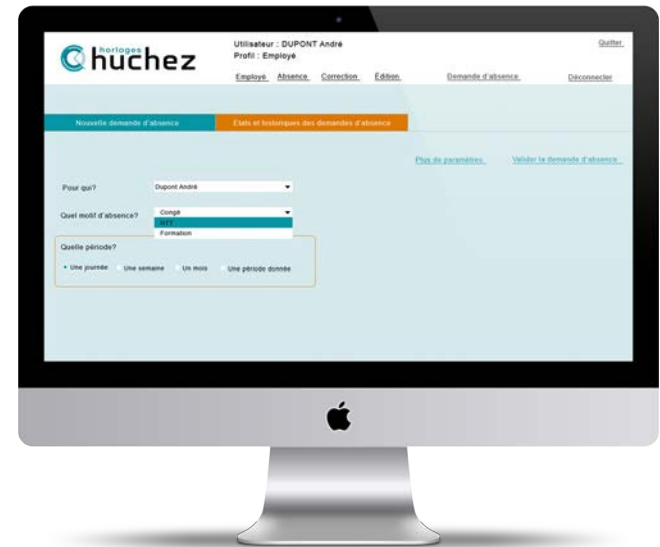 horloges
huchez
Utilisateur : DUPONT André
Profil : Employé
Quitter
Employé Absence Correction Edition Demande d'absence Déconnecter
Nouvelle demande d'absence Etats et historiques des demandes d'absence
Plus de paramètres Valider la demande d'absence
Pour qui? Dupont André
Quel motif d'absence? Congé
RTT
Formation
Quelle période?
Une journée Une semaine Un mois Une période donnée